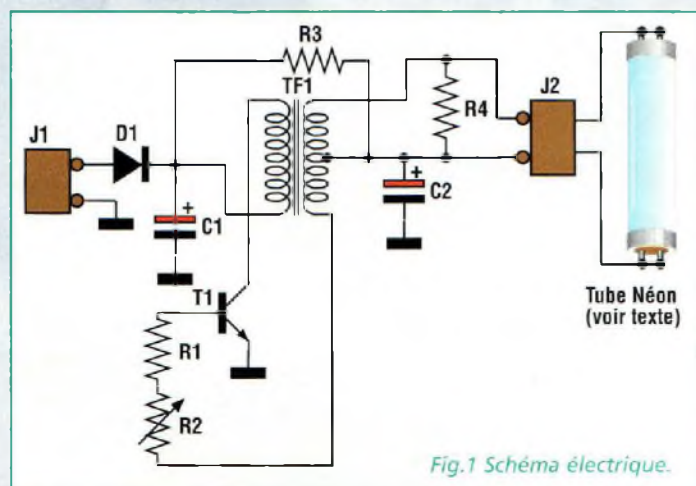 R3
TF1
J1
D1
R4
J2
+
C1
+
C2
T1
R1
R2
Tube Néon
(voir texte)
Fig.1 Schéma électrique.